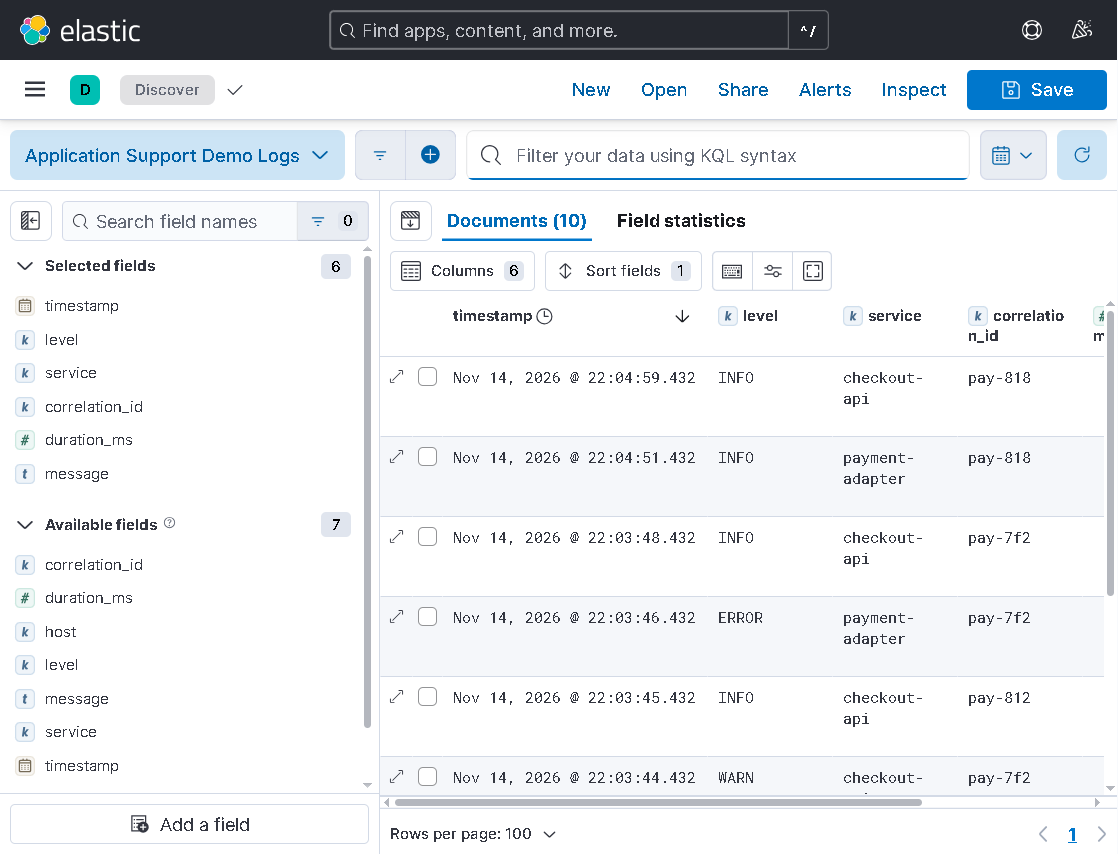 elastic
Find apps, content, and more.
^/
D
Discover
New
Open
Share
Alerts
Inspect
Save
Application Support Demo Logs
Filter your data using KQL syntax
Search field names
0
Selected fields
6
timestamp
k level
k service
k correlation_id
# duration_ms
t message
Available fields
7
k correlation_id
# duration_ms
k host
k level
t message
k service
timestamp
Add a field
Documents (10)
Field statistics
Columns 6
Sort fields 1
timestamp
k level
k service
k correlatio
n_id
#
m
Nov 14, 2026 @ 22:04:59.432 INFO checkout- pay-818
api
Nov 14, 2026 @ 22:04:51.432 INFO payment- pay-818
adapter
Nov 14, 2026 @ 22:03:48.432 INFO checkout- pay-7f2
api
Nov 14, 2026 @ 22:03:46.432 ERROR payment- pay-7f2
adapter
Nov 14, 2026 @ 22:03:45.432 INFO checkout- pay-812
api
Nov 14, 2026 @ 22:03:44.432 WARN checkout- pay-7f2
Rows per page: 100
1